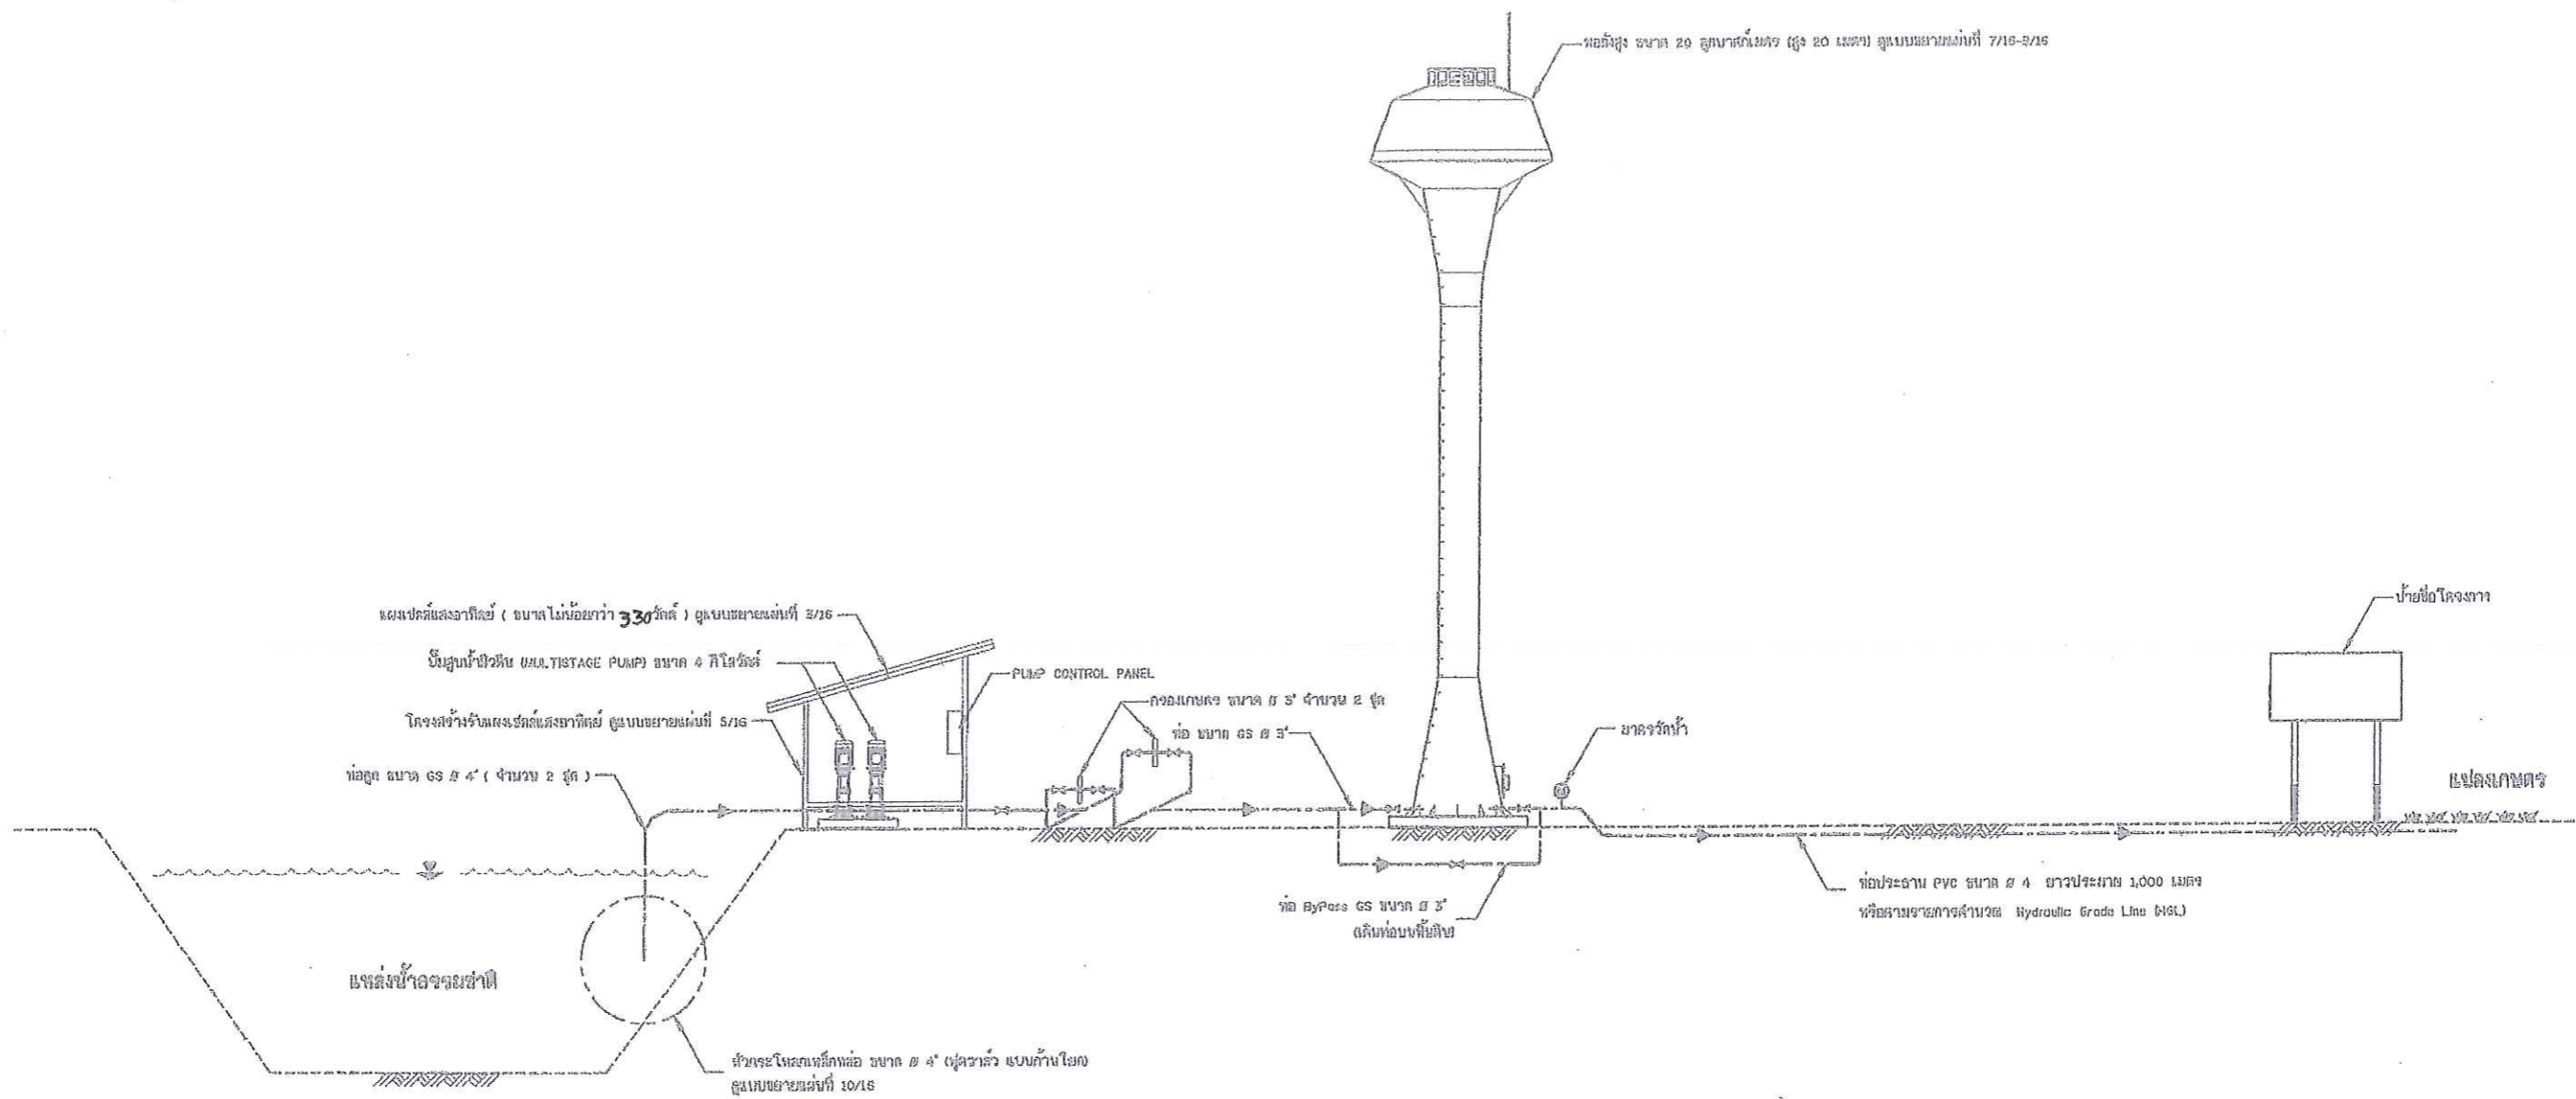 หอถังสูง ขนาด 20 ลูกบาศก์เมตร (สูง 20 เมตร) ดูแบบขยายแผ่นที่ 7/16-9/16
แผงเซลล์แสงอาทิตย์ ( ขนาดไม่น้อยกว่า 330วัตต์ ) ดูแบบขยายแผ่นที่ 3/16
ปั๊มสูบน้ำผิวดิน (MULTISTAGE PUMP) ขนาด 4 กิโลวัตต์
โครงสร้างรับแผงเซลล์แสงอาทิตย์ ดูแบบขยายแผ่นที่ 5/16
ท่อดูด ขนาด GS Ø 4" ( จำนวน 2 ชุด )
PUMP CONTROL PANEL
กรองเกษตร ขนาด Ø 3" จำนวน 2 ชุด
ท่อ ขนาด GS Ø 3"
มาตรวัดน้ำ
ป้ายชื่อโครงการ
แปลงเกษตร
ท่อ ByPass GS ขนาด Ø 3"
(เดินท่อบนพื้นดิน)
ท่อประธาน PVC ขนาด Ø 4 ยาวประมาณ 1,000 เมตร
หรือตามรายการคำนวณ Hydraulic Grade Line (HGL)
แหล่งน้ำธรรมชาติ
หัวกะโหลกเหล็กหล่อ ขนาด Ø 4" (ฟุตวาล์ว แบบก้านโยก)
ดูแบบขยายแผ่นที่ 10/16